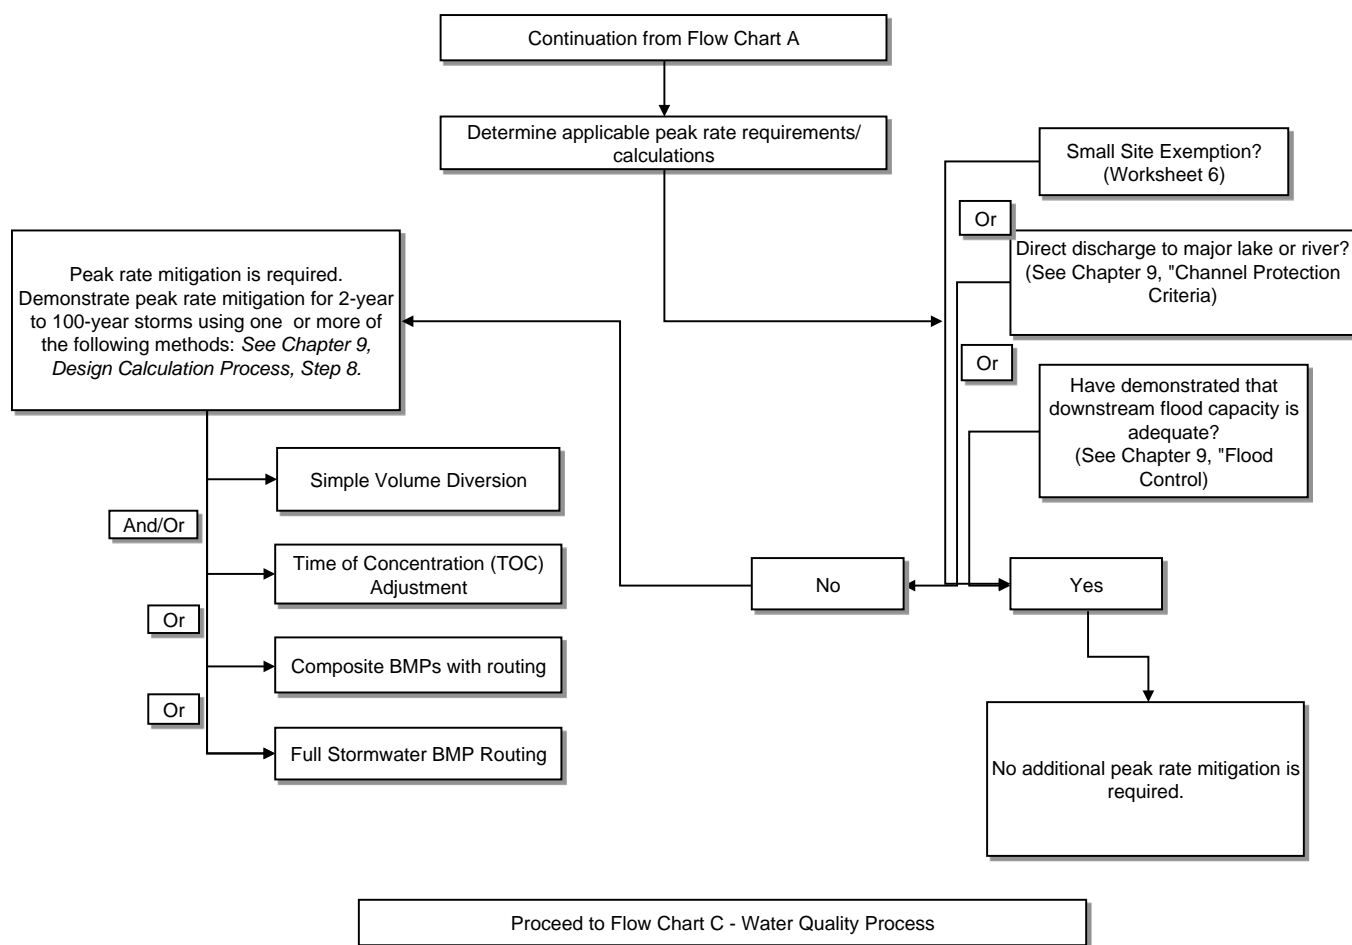 Continuation from Flow Chart A
Determine applicable peak rate requirements/
calculations
Small Site Exemption?
(Worksheet 6)
Or
Direct discharge to major lake or river?
(See Chapter 9, "Channel Protection
Criteria)
Or
Have demonstrated that
downstream flood capacity is
adequate?
(See Chapter 9, "Flood
Control)
Peak rate mitigation is required.
Demonstrate peak rate mitigation for 2-year
to 100-year storms using one or more of
the following methods: See Chapter 9,
Design Calculation Process, Step 8.
Simple Volume Diversion
And/Or
Time of Concentration (TOC)
Adjustment
Or
Composite BMPs with routing
Or
Full Stormwater BMP Routing
No
Yes
No additional peak rate mitigation is
required.
Proceed to Flow Chart C - Water Quality Process